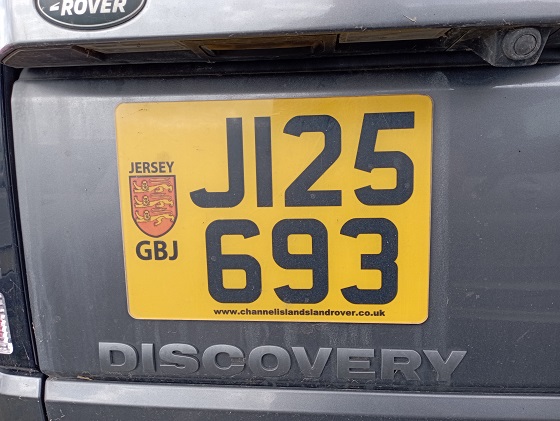 ROVER
JERSEY
GBJ
J125
693
www.channelislandslandrover.co.uk
DISCOVERY